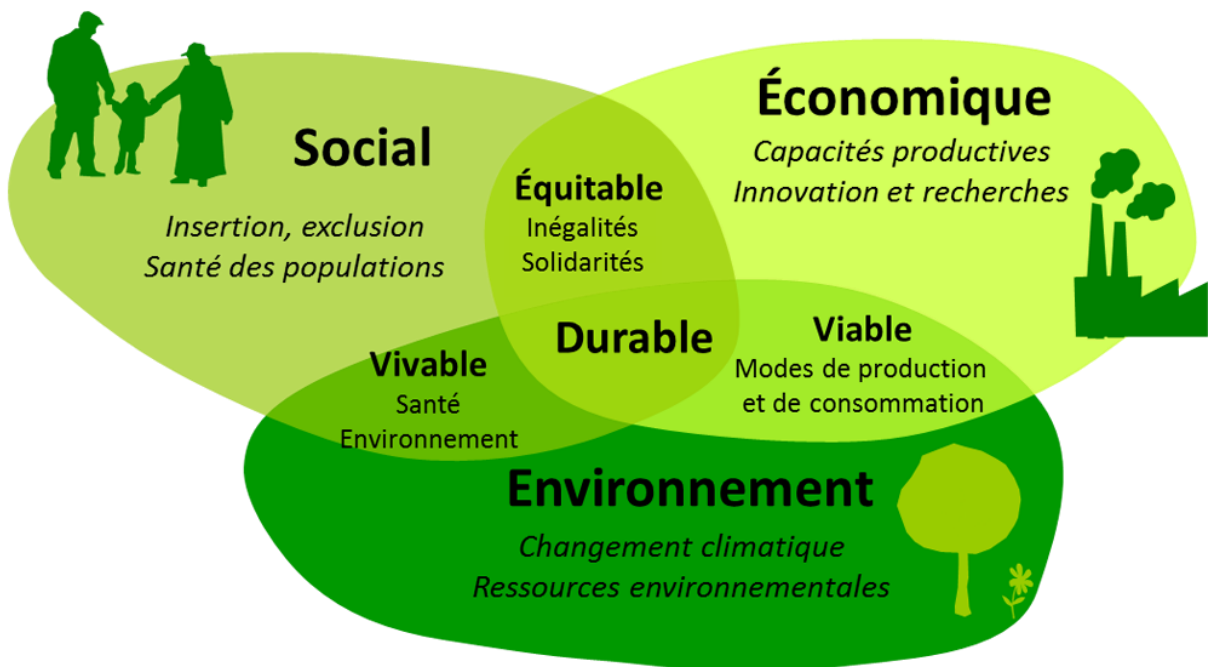 Social
Insertion, exclusion
Santé des populations
Économique
Capacités productives
Innovation et recherches
Équitable
Inégalités
Solidarités
Durable
Vivable
Santé
Environnement
Viable
Modes de production
et de consommation
Environnement
Changement climatique
Ressources environnementales